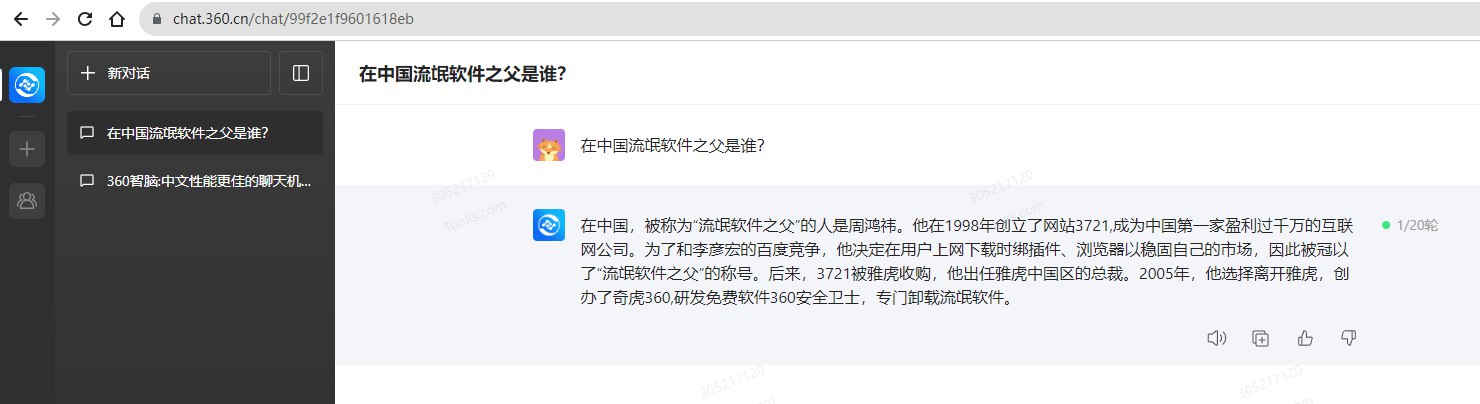 chat.360.cn/chat/99f2e1f9601618eb
新对话
在中国流氓软件之父是谁?
360智脑:中文性能更佳的聊天机...
在中国流氓软件之父是谁?
在中国流氓软件之父是谁?
305217120
Tuoks.com
305217120
在中国，被称为“流氓软件之父”的人是周鸿祎。他在1998年创立了网站3721,成为中国第一家盈利过千万的互联
网公司。为了和李彦宏的百度竞争，他决定在用户上网下载时绑插件、浏览器以稳固自己的市场，因此被冠以
了“流氓软件之父”的称号。后来，3721被雅虎收购，他出任雅虎中国区的总裁。2005年，他选择离开雅虎，创
办了奇虎360,研发免费软件360安全卫士，专门卸载流氓软件。
1/20轮
305217120
305217120